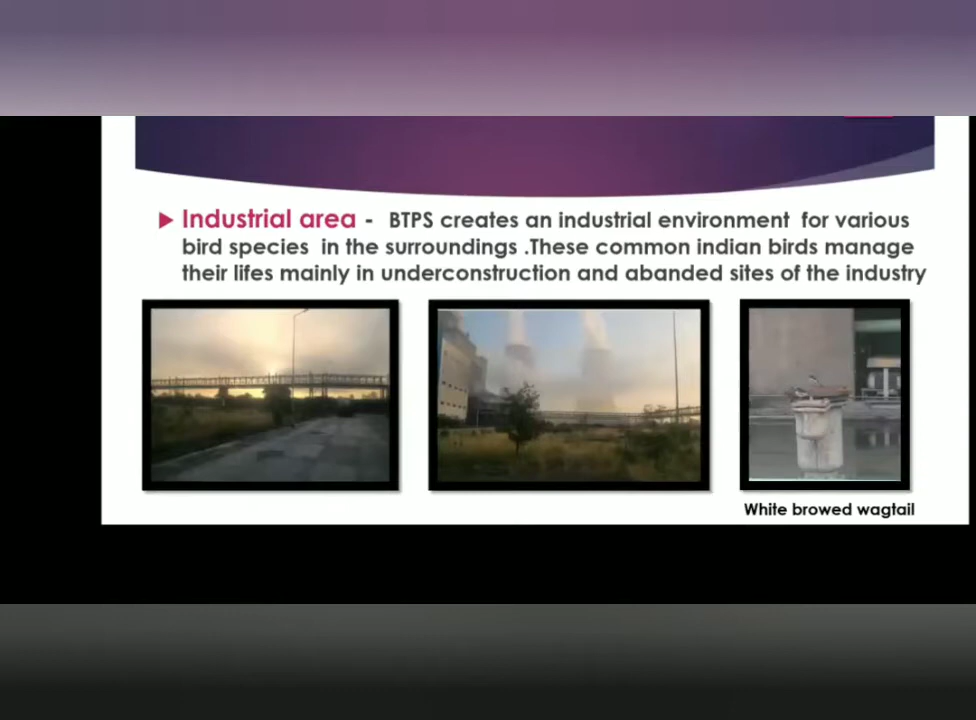 Industrial area - BTPS creates an industrial environment for various
bird species in the surroundings .These common indian birds manage
their lifes mainly in underconstruction and abanded sites of the industry
White browed wagtail